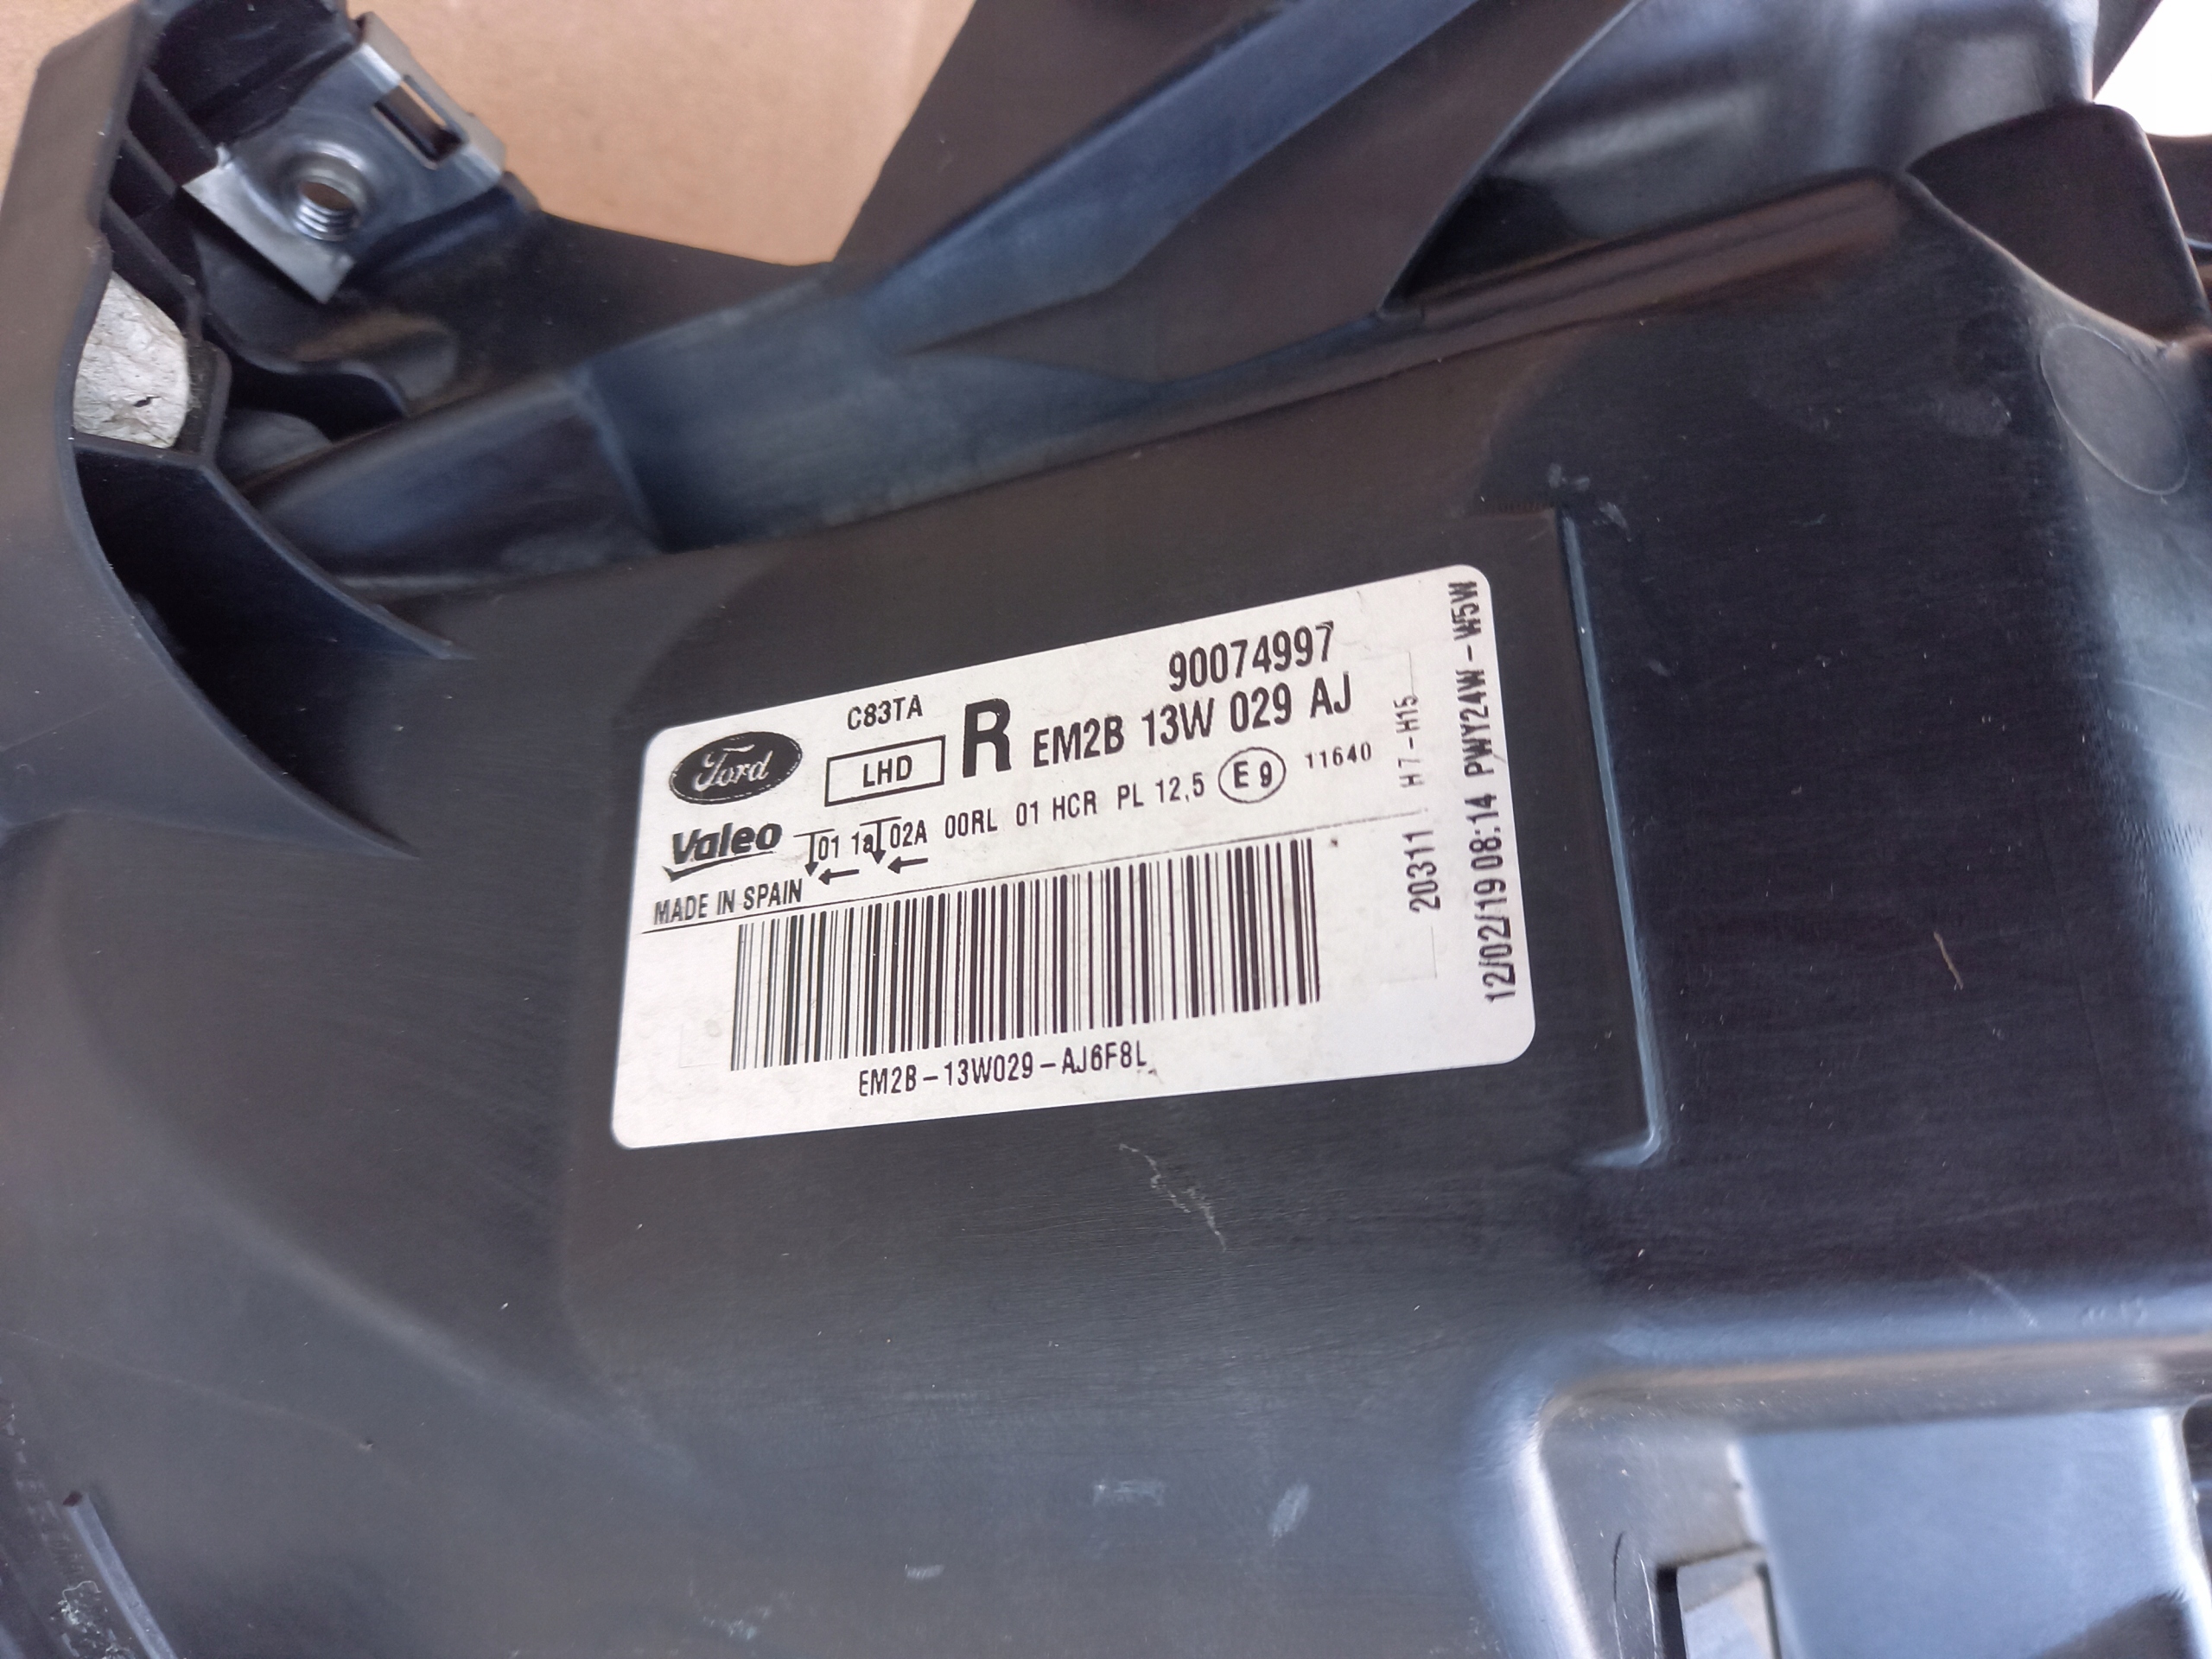 C83TA
90074997
Ford
LHD
R EM2B 13W 029 AJ
Valeo
01 1a 02A 00RL 01 HCR PL 12,5 E9 11640
MADE IN SPAIN
EM2B-13W029-AJ6F8L
20311 H7-H15
12/02/19 08:14 PWY24W-W5W